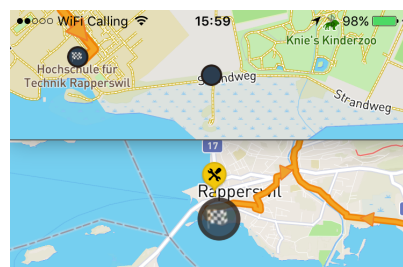 WiFi Calling 15:59 98%
Knie's Kinderzoo
Hochschule für
Technik Rapperswil
Strandweg
Strandweg
17
Rapperswil